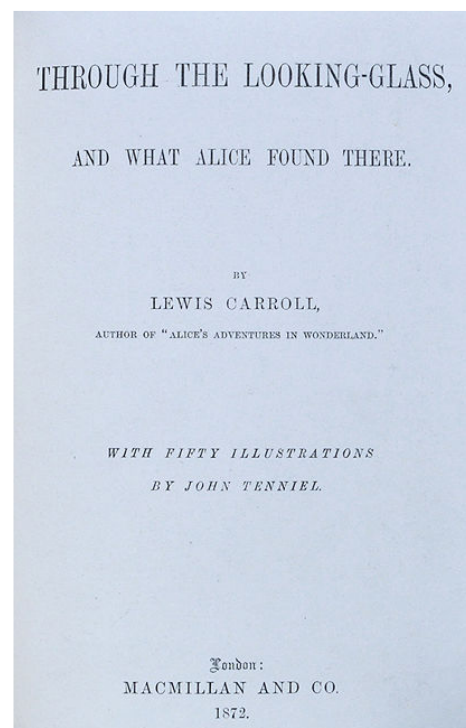 THROUGH THE LOOKING-GLASS,
AND WHAT ALICE FOUND THERE.
BY
LEWIS CARROLL,
AUTHOR OF "ALICE'S ADVENTURES IN WONDERLAND."
WITH FIFTY ILLUSTRATIONS
BY JOHN TENNIEL.
London:
MACMILLAN AND CO.
1872.